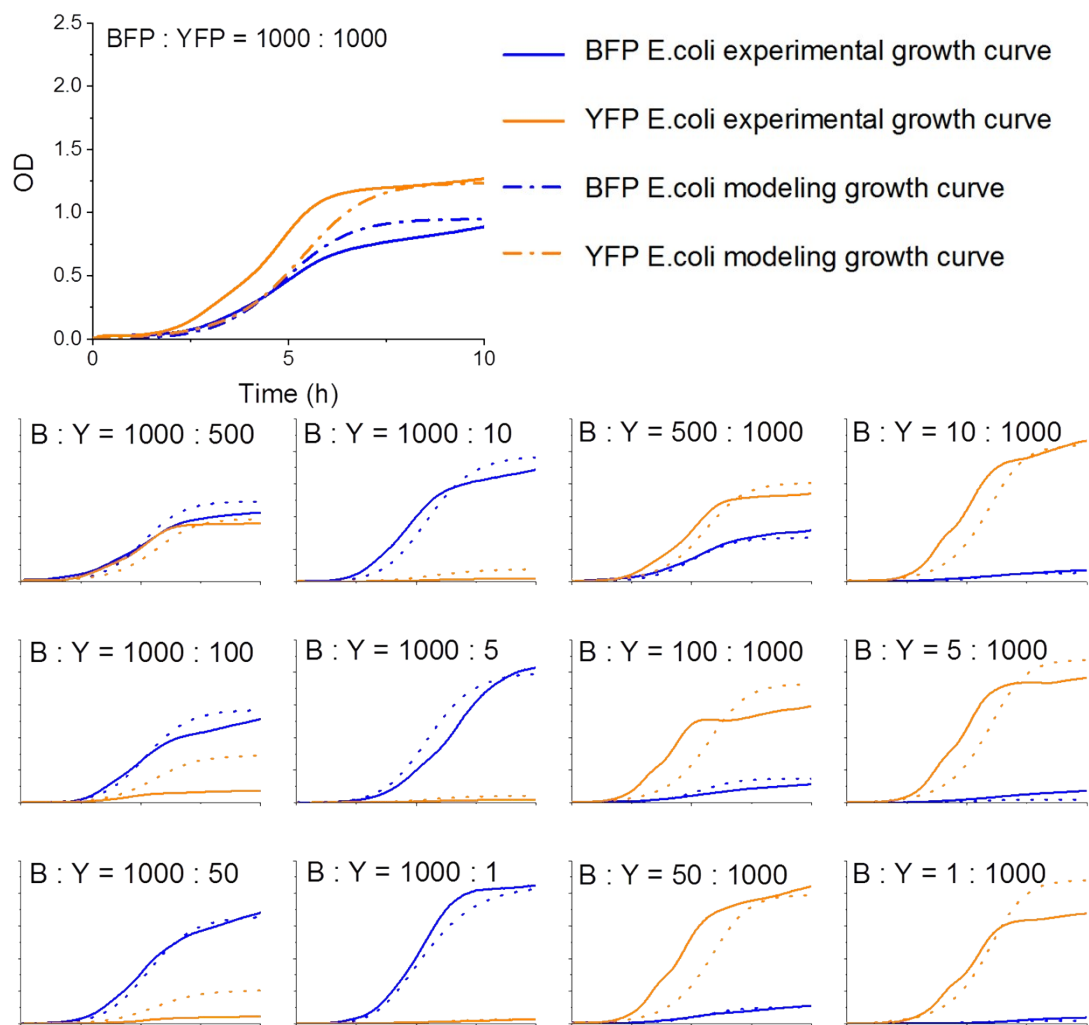 2.5
BFP : YFP = 1000 : 1000
2.0
1.5
OD
1.0
0.5
0.0
0
5
10
Time (h)
BFP E.coli experimental growth curve
YFP E.coli experimental growth curve
BFP E.coli modeling growth curve
YFP E.coli modeling growth curve
B : Y = 1000 : 500
B : Y = 1000 : 10
B : Y = 500 : 1000
B : Y = 10 : 1000
B : Y = 1000 : 100
B : Y = 1000 : 5
B : Y = 100 : 1000
B : Y = 5 : 1000
B : Y = 1000 : 50
B : Y = 1000 : 1
B : Y = 50 : 1000
B : Y = 1 : 1000